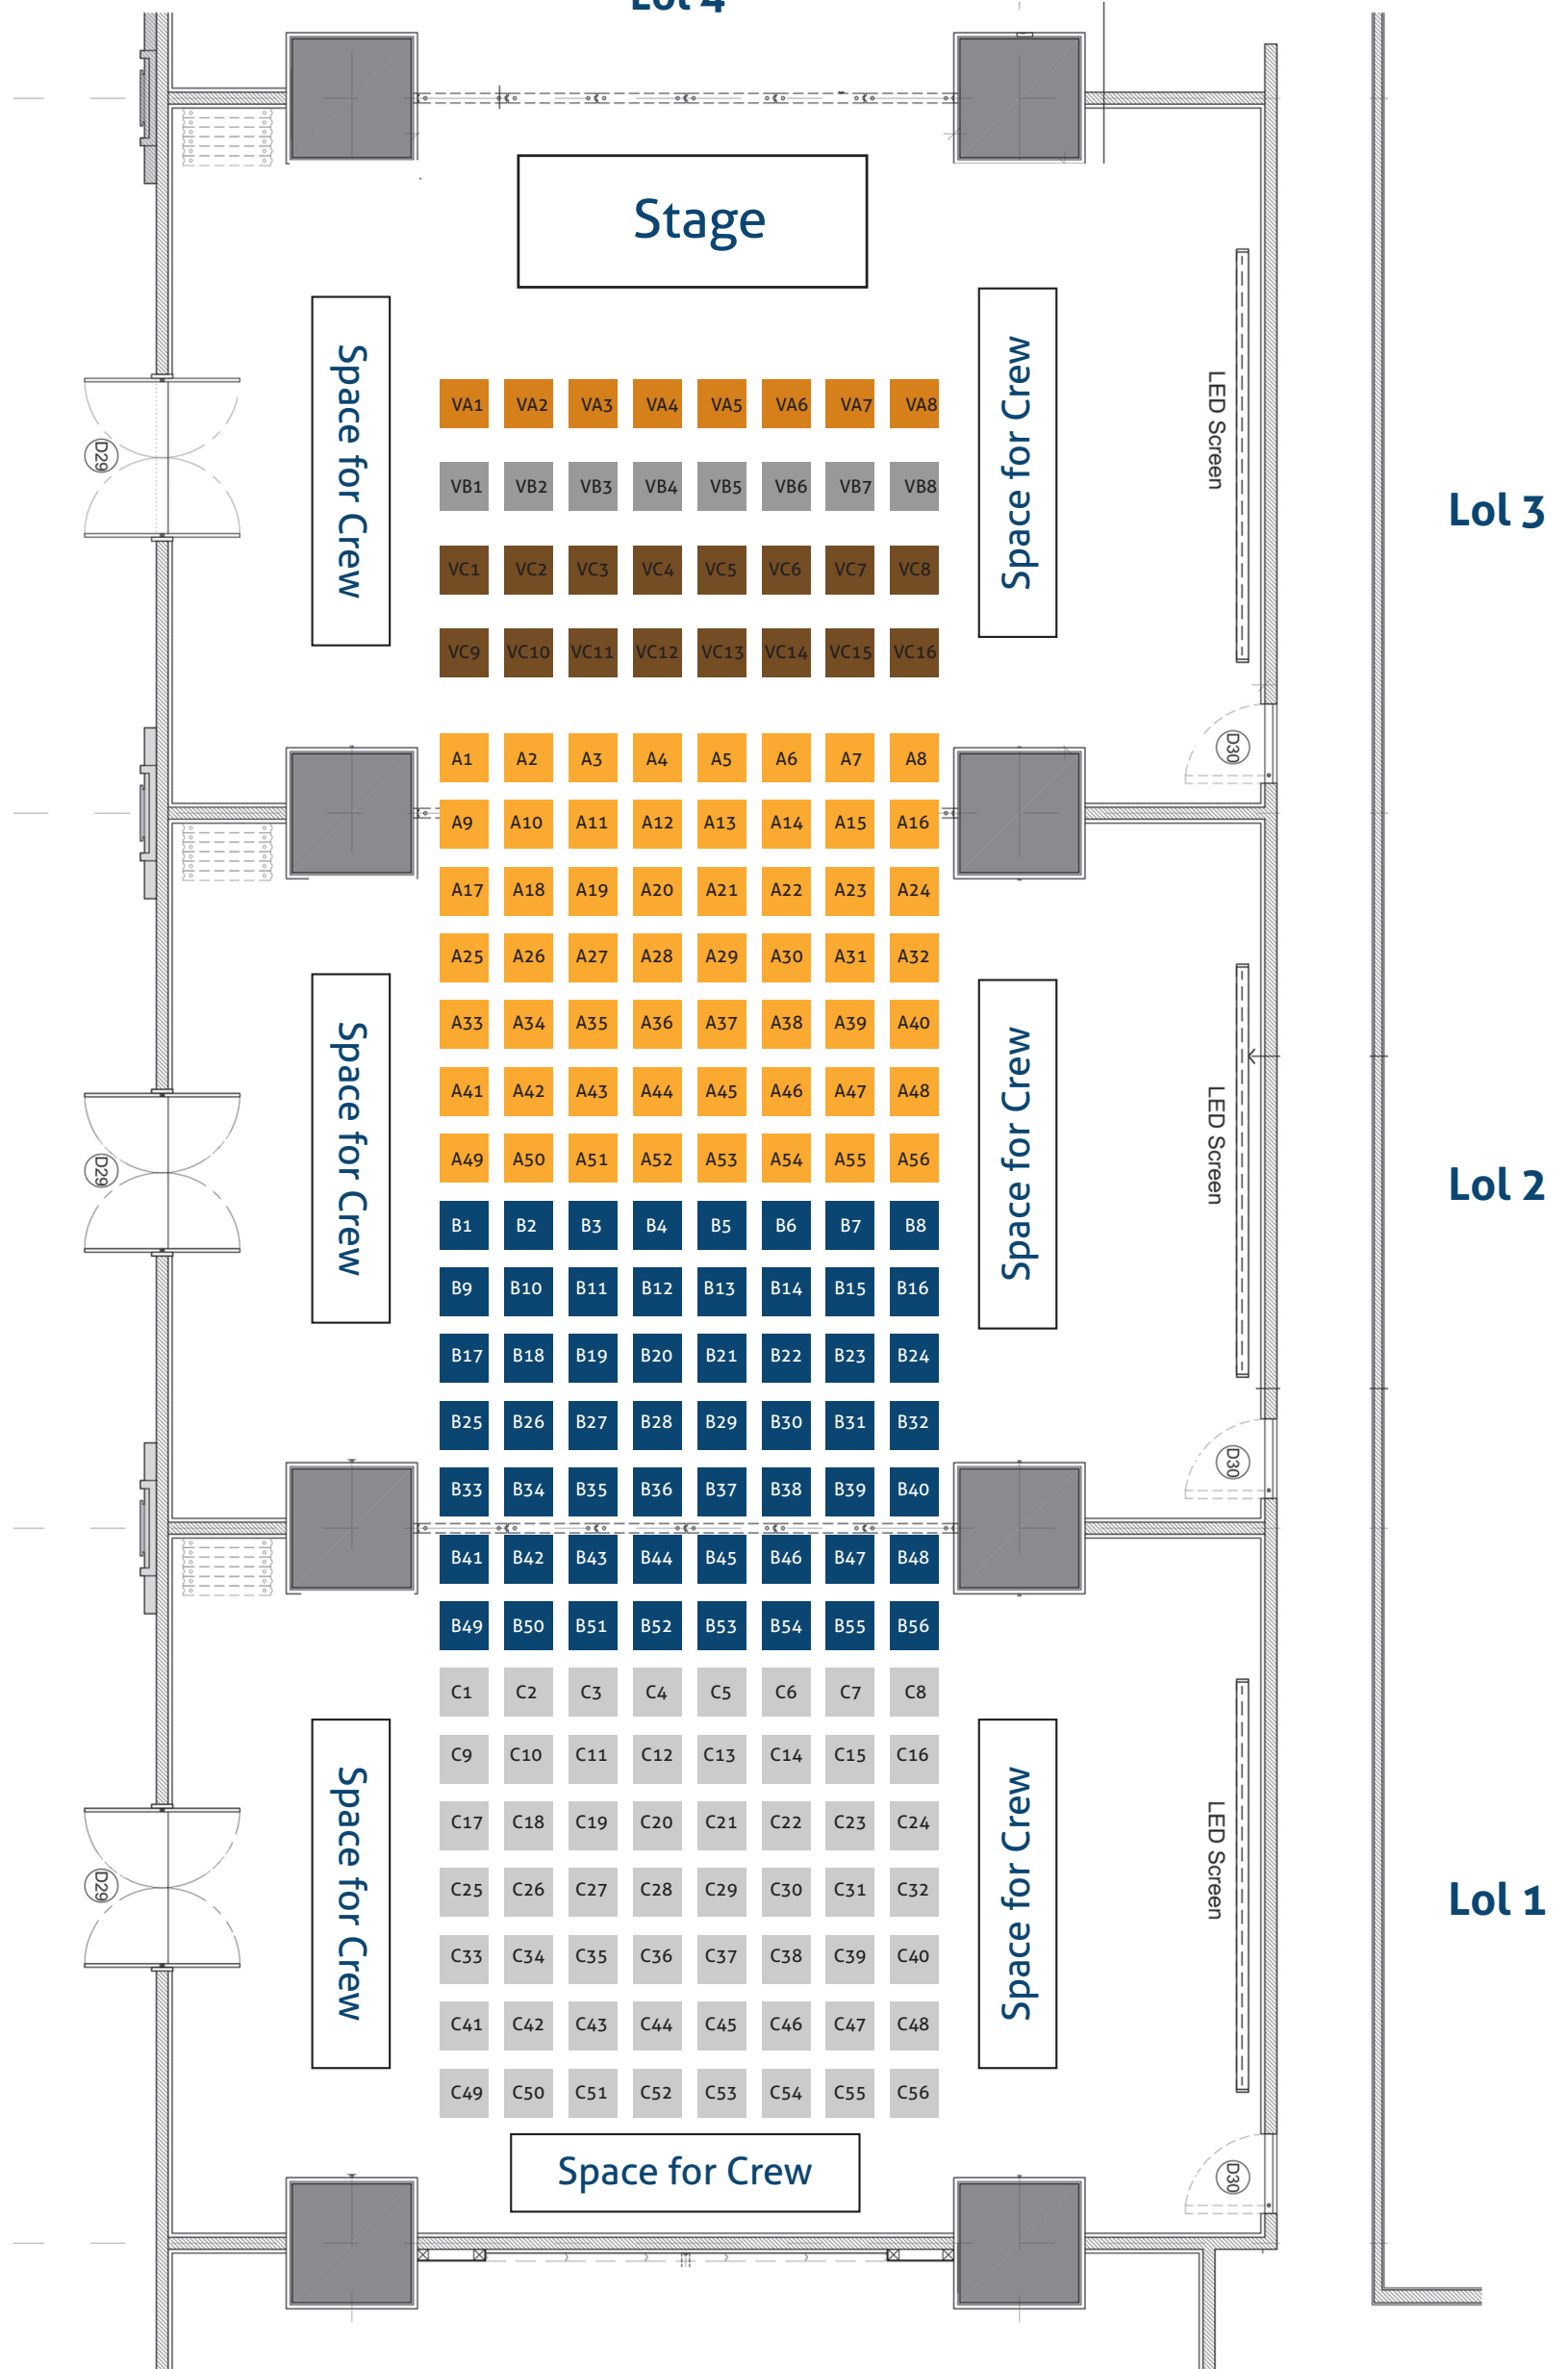 Lol 4
Stage
Space for Crew
Space for Crew
LED Screen
D29
Lol 3
VA1 VA2 VA3 VA4 VA5 VA6 VA7 VA8
VB1 VB2 VB3 VB4 VB5 VB6 VB7 VB8
VC1 VC2 VC3 VC4 VC5 VC6 VC7 VC8
VC9 VC10 VC11 VC12 VC13 VC14 VC15 VC16
D30
A1 A2 A3 A4 A5 A6 A7 A8
A9 A10 A11 A12 A13 A14 A15 A16
A17 A18 A19 A20 A21 A22 A23 A24
A25 A26 A27 A28 A29 A30 A31 A32
A33 A34 A35 A36 A37 A38 A39 A40
A41 A42 A43 A44 A45 A46 A47 A48
A49 A50 A51 A52 A53 A54 A55 A56
Space for Crew
Space for Crew
LED Screen
D29
Lol 2
B1 B2 B3 B4 B5 B6 B7 B8
B9 B10 B11 B12 B13 B14 B15 B16
B17 B18 B19 B20 B21 B22 B23 B24
B25 B26 B27 B28 B29 B30 B31 B32
D30
B33 B34 B35 B36 B37 B38 B39 B40
B41 B42 B43 B44 B45 B46 B47 B48
B49 B50 B51 B52 B53 B54 B55 B56
C1 C2 C3 C4 C5 C6 C7 C8
C9 C10 C11 C12 C13 C14 C15 C16
C17 C18 C19 C20 C21 C22 C23 C24
C25 C26 C27 C28 C29 C30 C31 C32
C33 C34 C35 C36 C37 C38 C39 C40
C41 C42 C43 C44 C45 C46 C47 C48
C49 C50 C51 C52 C53 C54 C55 C56
Space for Crew
Space for Crew
LED Screen
D29
Lol 1
Space for Crew
D30